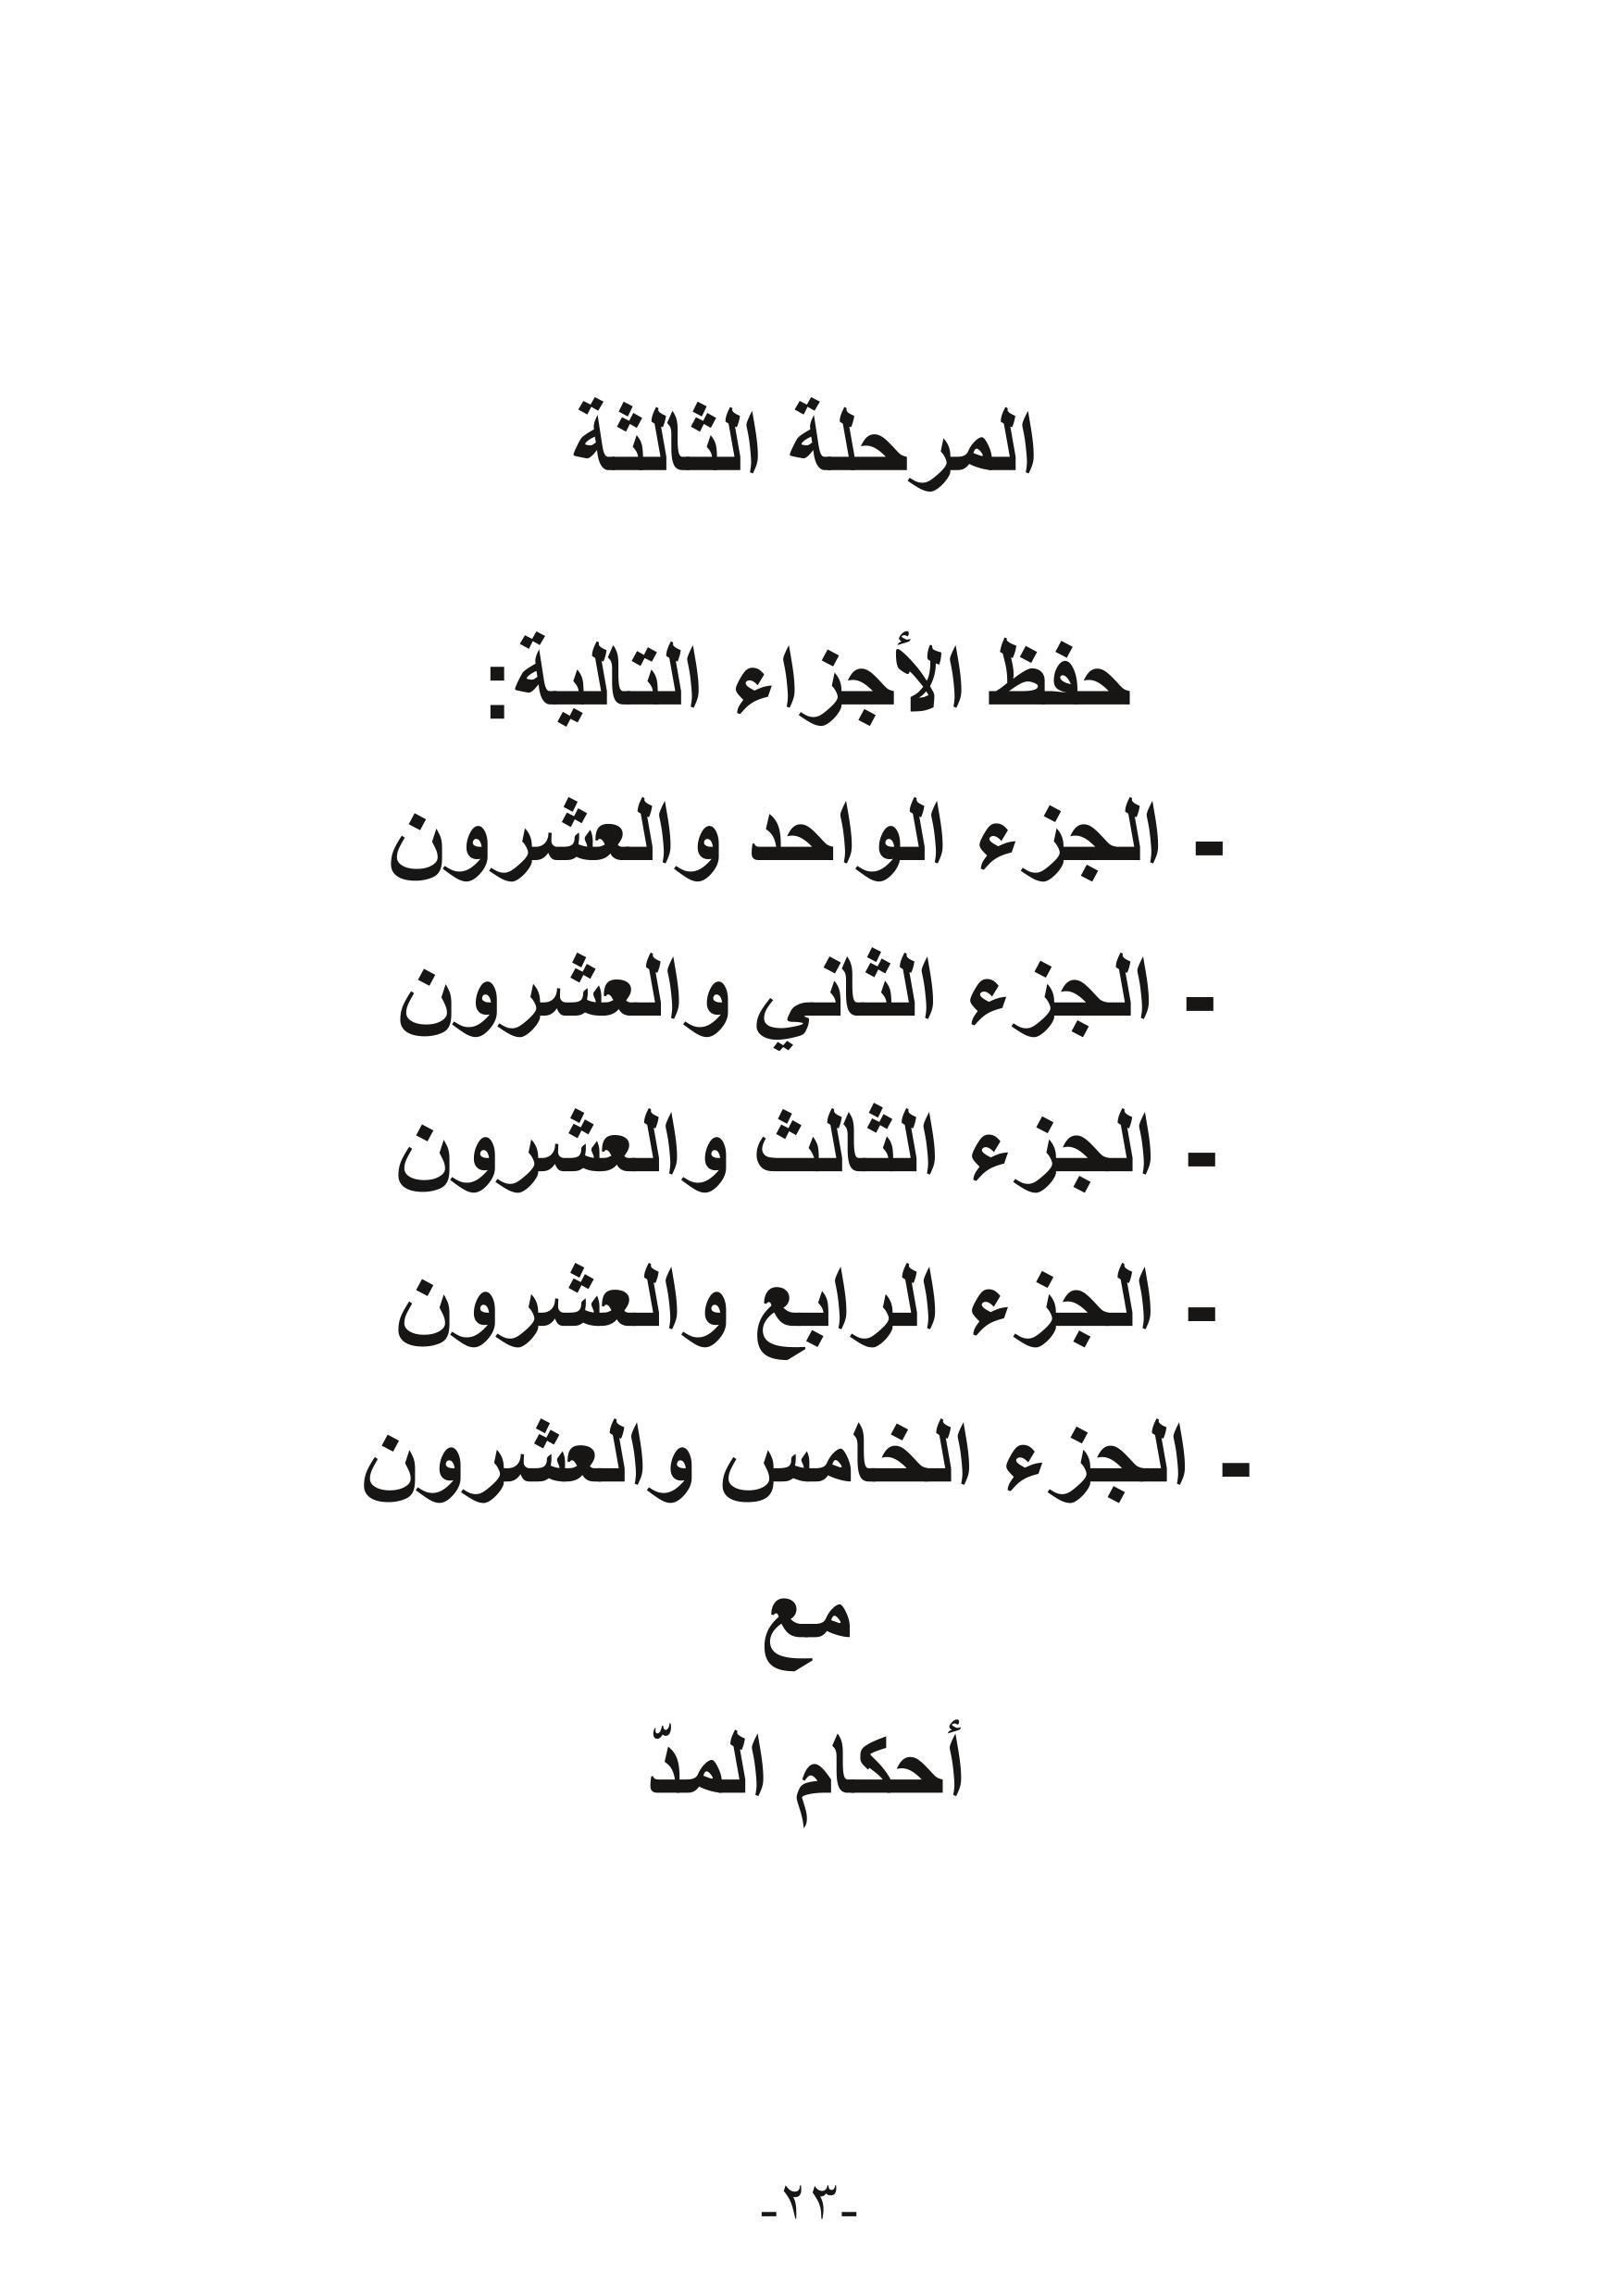 المرحلة الثالثة
حفظ الأجزاء التالية:
- الجزء الواحد والعشرون
- الجزء الثاني والعشرون
- الجزء الثالث والعشرون
- الجزء الرابع والعشرون
- الجزء الخامس والعشرون
مع
أحكام المدّ
-٢٣-